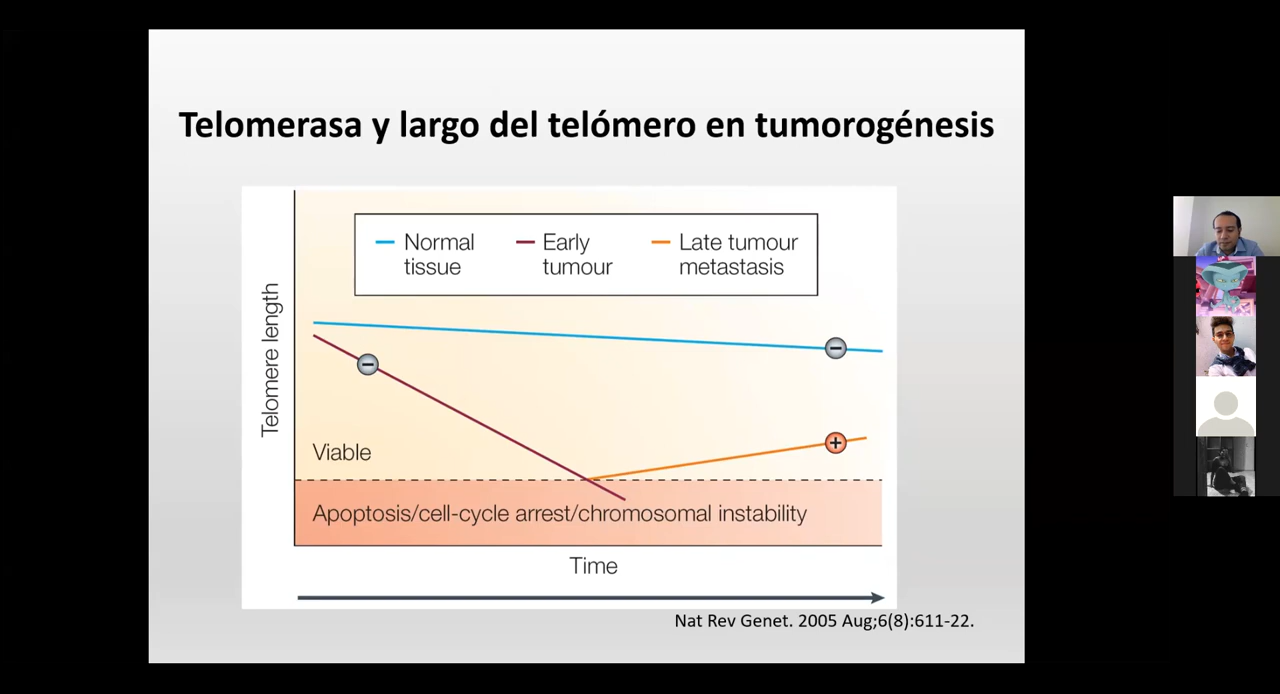 Telomerasa y largo del telómero en tumorogénesis
Normal tissue
Early tumour
Late tumour metastasis
Telomere length
−
−
+
Viable
Apoptosis/cell-cycle arrest/chromosomal instability
Time
Nat Rev Genet. 2005 Aug;6(8):611-22.